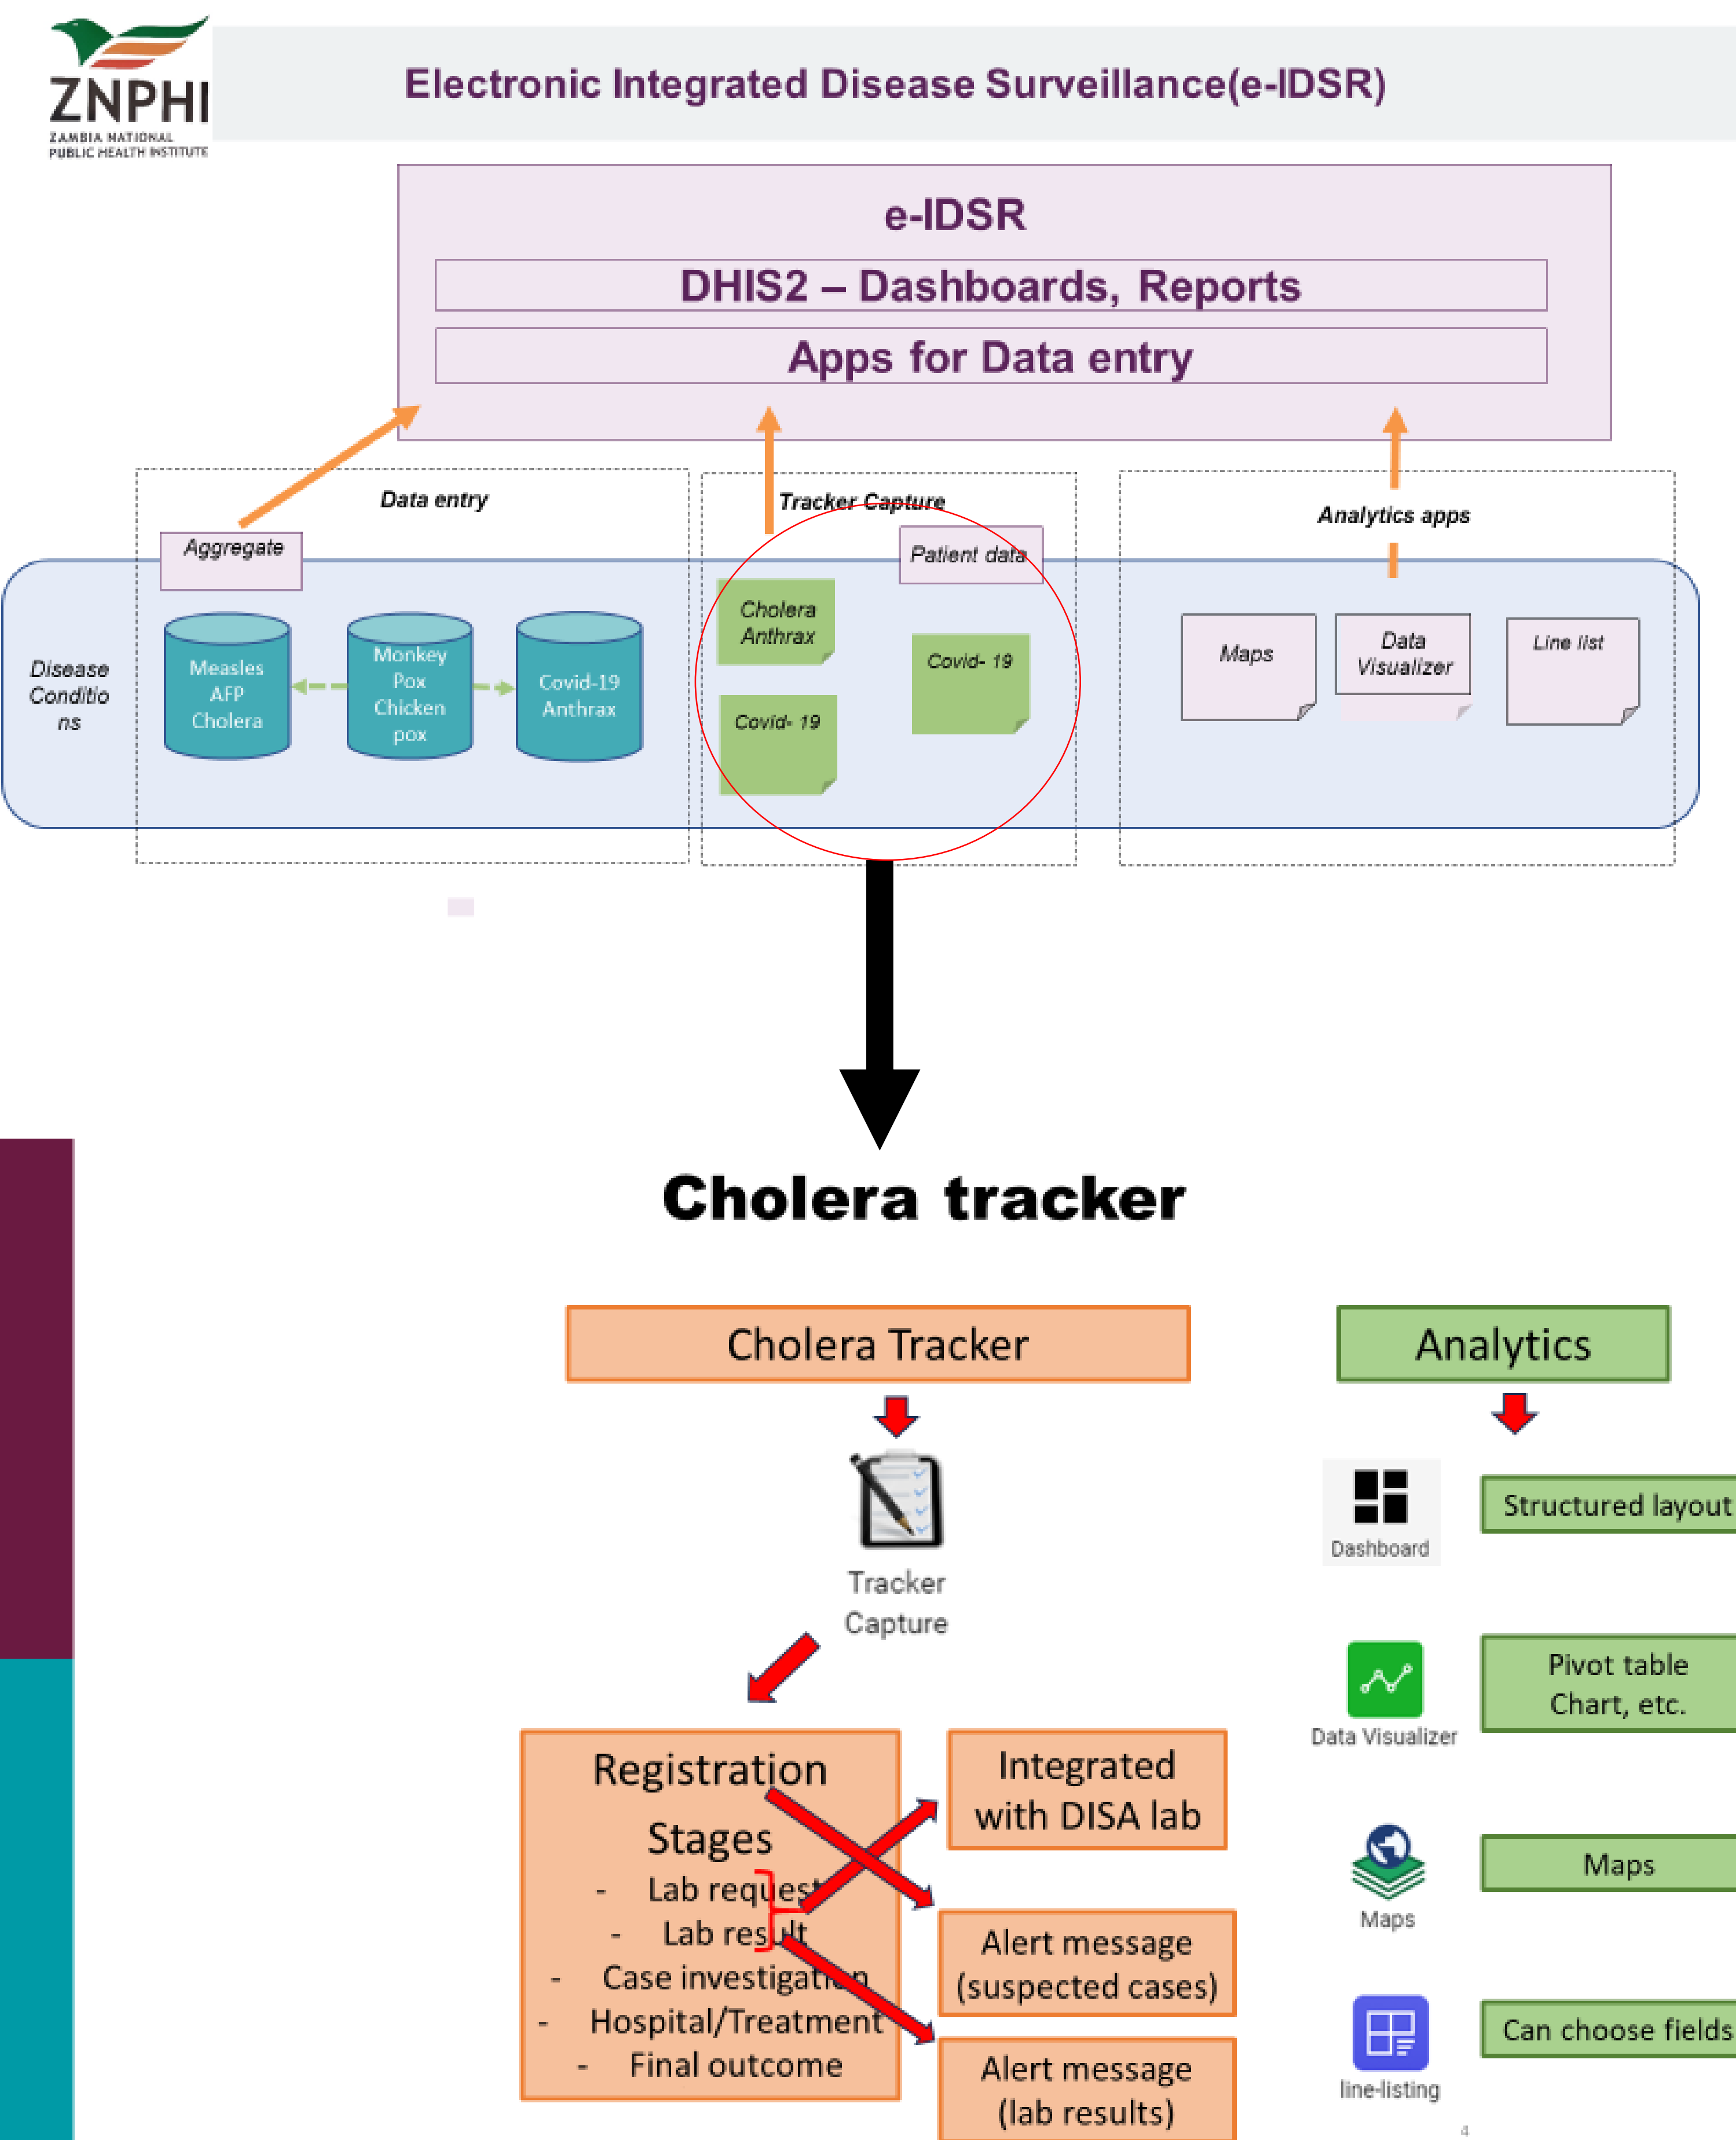 ZNPHI
ZAMBIA NATIONAL
PUBLIC HEALTH INSTITUTE
Electronic Integrated Disease Surveillance(e-IDSR)
e-IDSR
DHIS2 – Dashboards, Reports
Apps for Data entry
Data entry
Tracker Capture
Analytics apps
Aggregate
Patient data
Disease
Conditio
ns
Measles
AFP
Cholera
Monkey
Pox
Chicken
pox
Covid-19
Anthrax
Cholera
Anthrax
Covid- 19
Covid- 19
Maps
Data
Visualizer
Line list
Cholera tracker
Cholera Tracker
Analytics
Tracker
Capture
Dashboard
Structured layout
Data Visualizer
Pivot table
Chart, etc.
Maps
Maps
line-listing
Can choose fields
Registration
Stages
- Lab request
- Lab result
- Case investigation
- Hospital/Treatment
- Final outcome
Integrated
with DISA lab
Alert message
(suspected cases)
Alert message
(lab results)
4